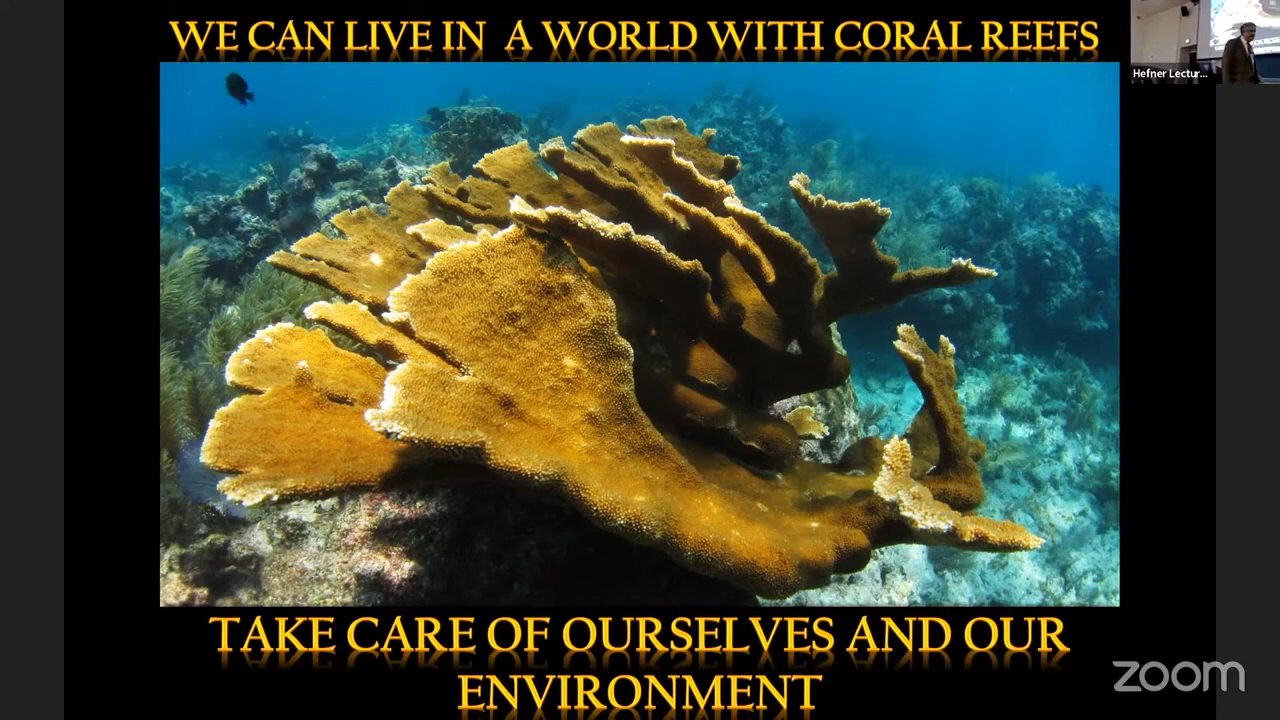 WE CAN LIVE IN A WORLD WITH CORAL REEFS
Hefner Lectur...
TAKE CARE OF OURSELVES AND OUR
ENVIRONMENT
zoom